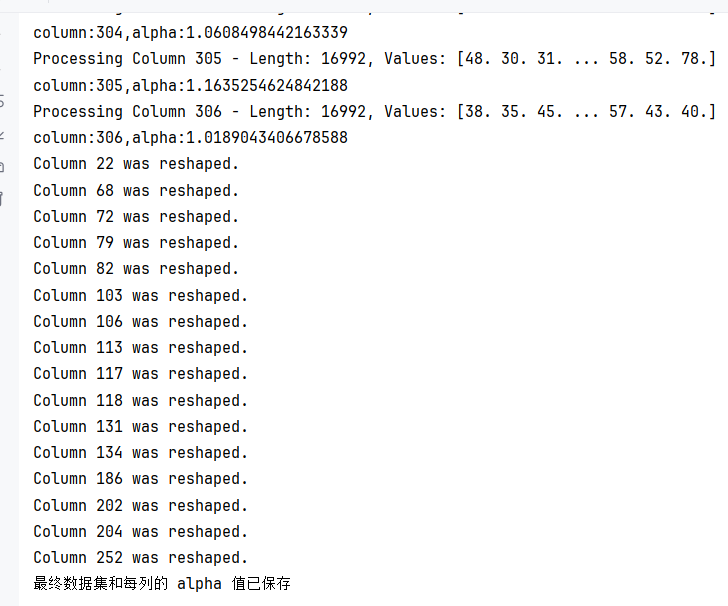 column:304,alpha:1.0608498442163339
Processing Column 305 - Length: 16992, Values: [48. 30. 31. ... 58. 52. 78.]
column:305,alpha:1.1635254624842188
Processing Column 306 - Length: 16992, Values: [38. 35. 45. ... 57. 43. 40.]
column:306,alpha:1.0189043406678588
Column 22 was reshaped.
Column 68 was reshaped.
Column 72 was reshaped.
Column 79 was reshaped.
Column 82 was reshaped.
Column 103 was reshaped.
Column 106 was reshaped.
Column 113 was reshaped.
Column 117 was reshaped.
Column 118 was reshaped.
Column 131 was reshaped.
Column 134 was reshaped.
Column 186 was reshaped.
Column 202 was reshaped.
Column 204 was reshaped.
Column 252 was reshaped.
最终数据集和每列的 alpha 值已保存